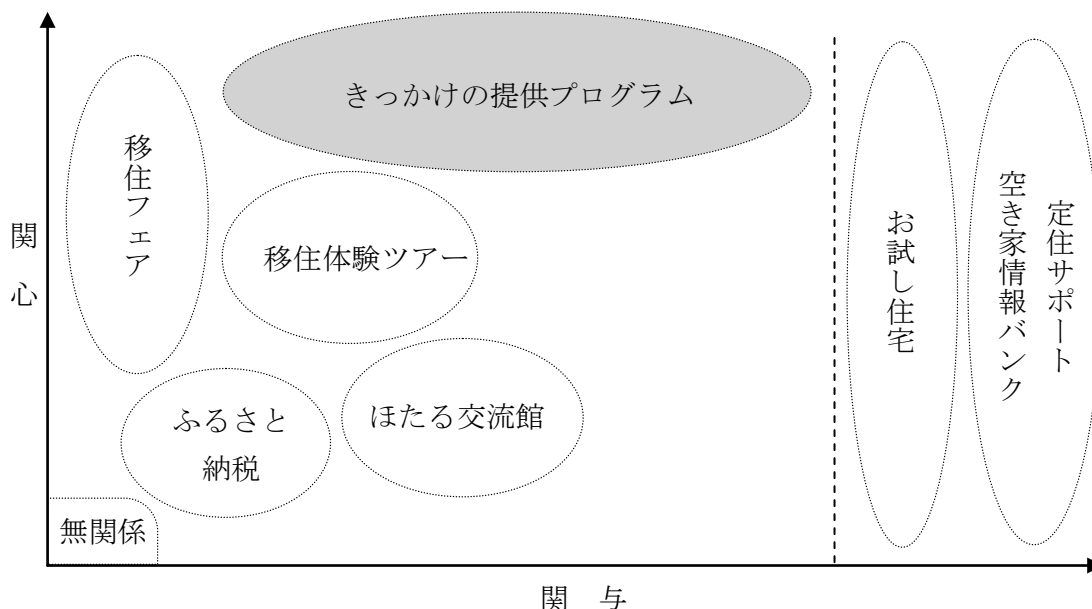 きっかけの提供プログラム
移住フェア
移住体験ツアー
ほたる交流館
ふるさと
納税
無関係
お試し住宅
定住サポート
空き家情報バンク
関心
関　与